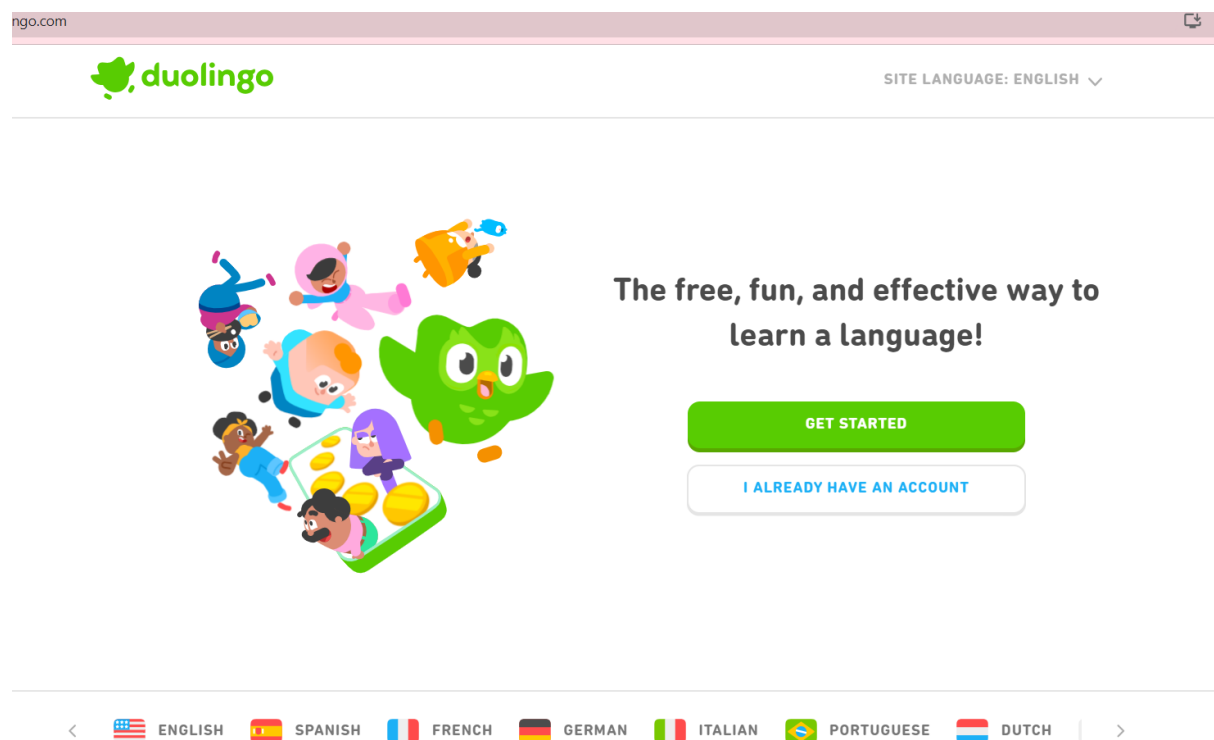 ngo.com
duolingo
SITE LANGUAGE: ENGLISH
The free, fun, and effective way to
learn a language!
GET STARTED
I ALREADY HAVE AN ACCOUNT
ENGLISH SPANISH FRENCH GERMAN ITALIAN PORTUGUESE DUTCH